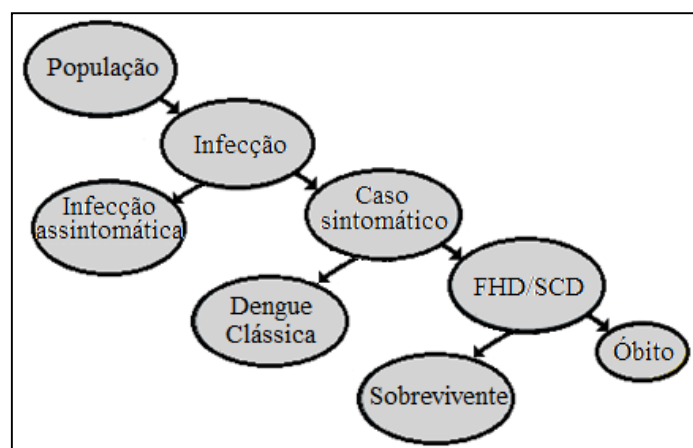 População
Infecção
Infecção
assintomática
Caso
sintomático
Dengue
Clássica
FHD/SCD
Óbito
Sobrevivente